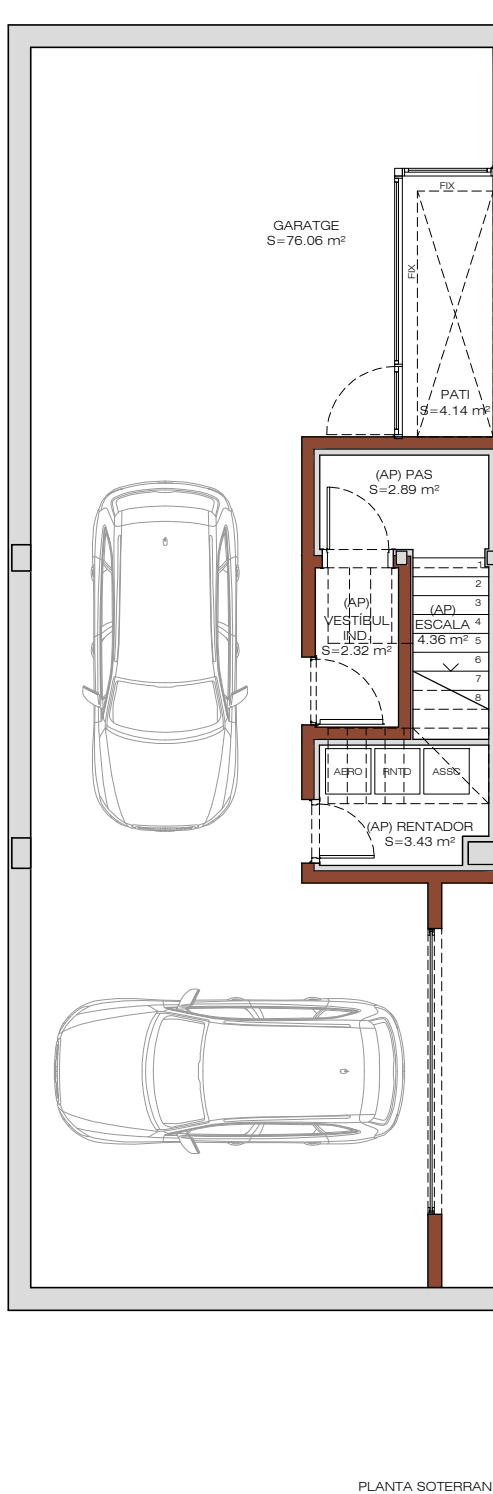 FIX
GARATGE
S=76.06 m²
FIX
PATI
S=4.14 m²
(AP) PAS
S=2.89 m²
1
2
3
4
5
6
7
8
(AP)
VESTÍBUL
IND.
S=2.32 m²
(AP)
ESCALA
4.36 m²
AERO
RNTD
ASSC
(AP) RENTADOR
S=3.43 m²
PLANTA SOTERRAN